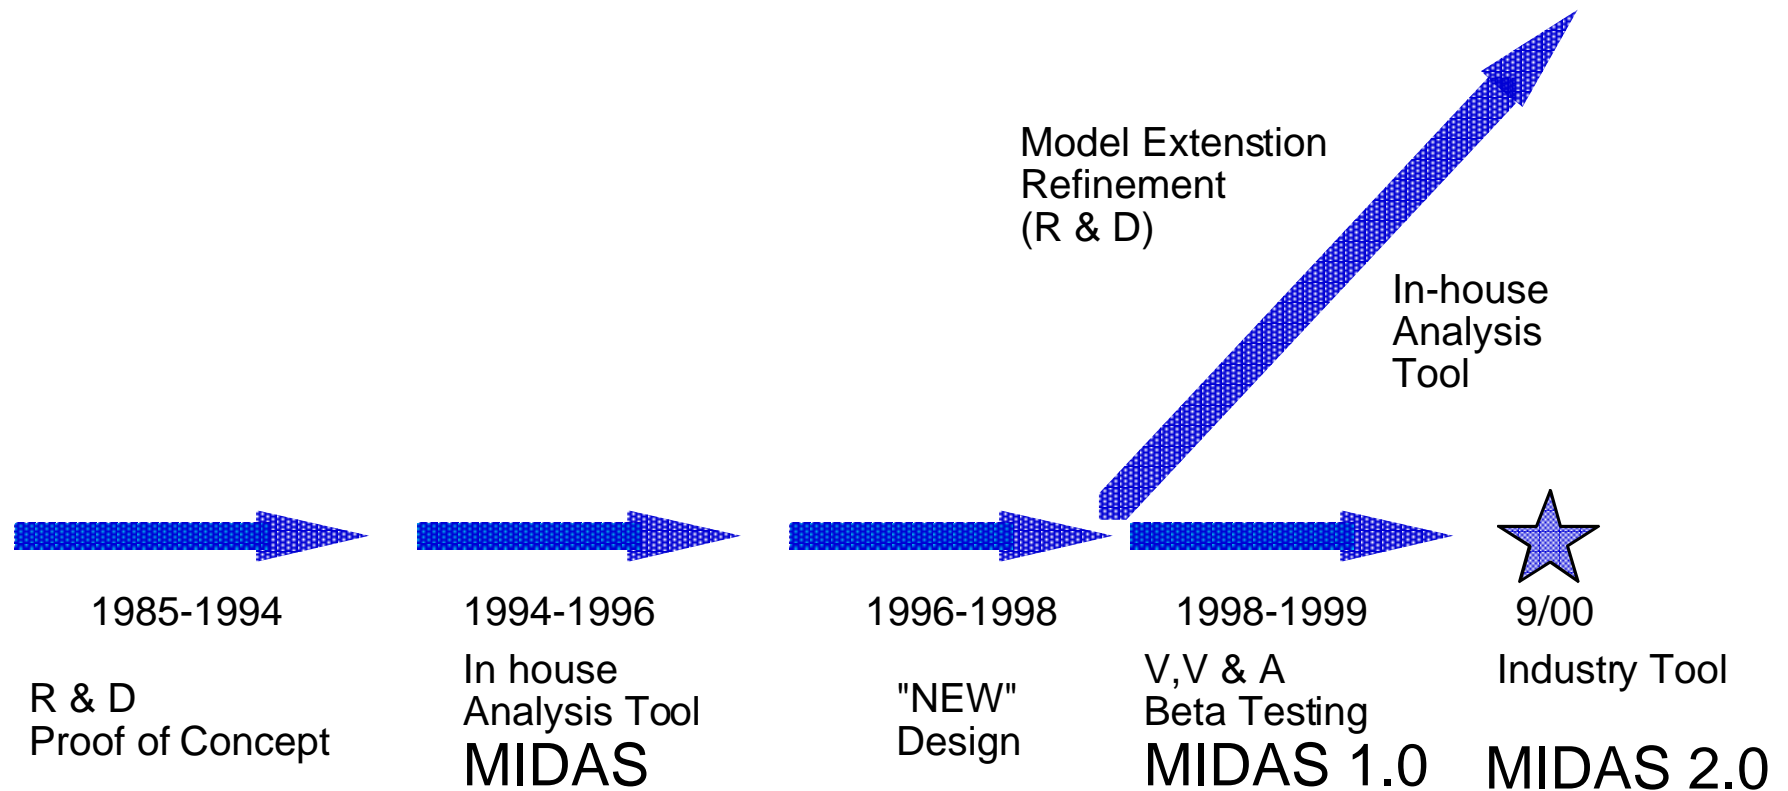 Model Extenstion
Refinement
(R & D)
In-house
Analysis
Tool
1985-1994
R & D
Proof of Concept
1994-1996
In house
Analysis Tool
MIDAS
1996-1998
"NEW"
Design
1998-1999
V,V & A
Beta Testing
MIDAS 1.0
9/00
Industry Tool
MIDAS 2.0